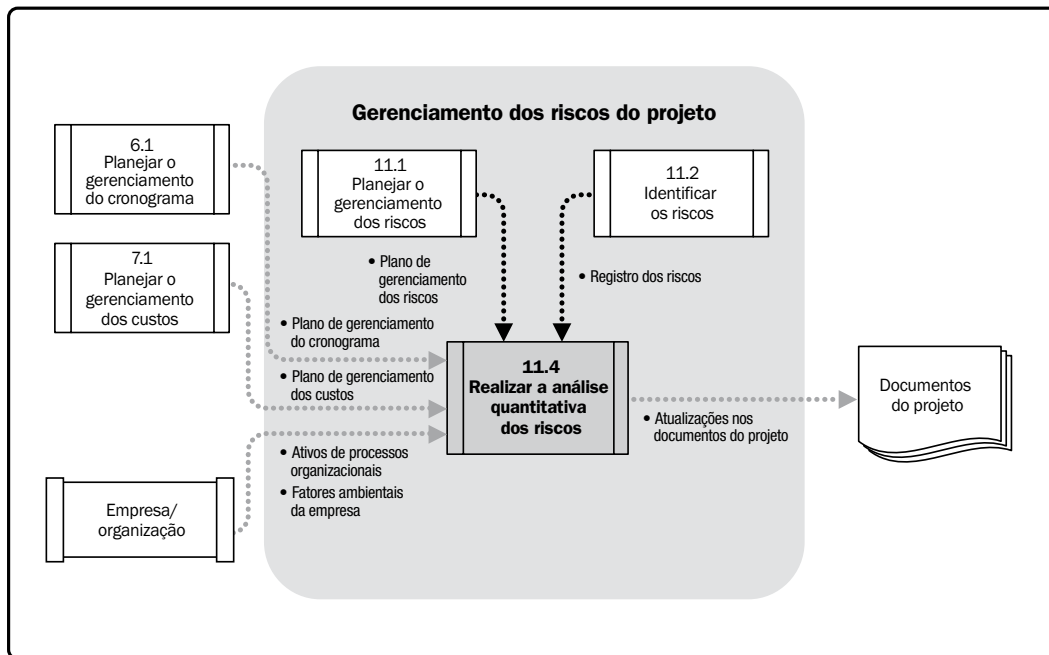 Gerenciamento dos riscos do projeto
6.1
Planejar o
gerenciamento
do cronograma
11.1
Planejar o
gerenciamento
dos riscos
11.2
Identificar
os riscos
7.1
Planejar o
gerenciamento
dos custos
• Plano de
gerenciamento
dos riscos
• Registro dos riscos
• Plano de gerenciamento
do cronograma
• Plano de gerenciamento
dos custos
11.4
Realizar a análise
quantitativa
dos riscos
Documentos
do projeto
• Atualizações nos
documentos do projeto
• Ativos de processos
organizacionais
• Fatores ambientais
da empresa
Empresa/
organização